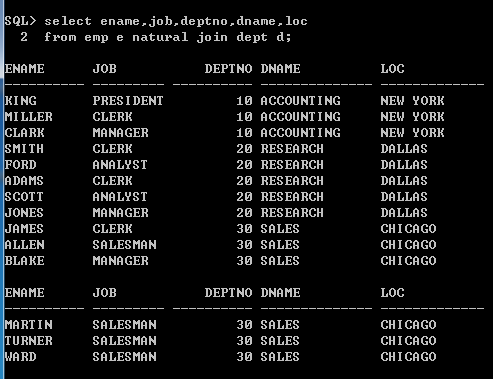 SQL> select ename,job,deptno,dname,loc
  2  from emp e natural join dept d;
ENAME      JOB           DEPTNO DNAME          LOC
---------- --------- ---------- -------------- -------------
KING       PRESIDENT         10 ACCOUNTING     NEW YORK
MILLER     CLERK             10 ACCOUNTING     NEW YORK
CLARK      MANAGER           10 ACCOUNTING     NEW YORK
SMITH      CLERK             20 RESEARCH       DALLAS
FORD       ANALYST           20 RESEARCH       DALLAS
ADAMS      CLERK             20 RESEARCH       DALLAS
SCOTT      ANALYST           20 RESEARCH       DALLAS
JONES      MANAGER           20 RESEARCH       DALLAS
JAMES      CLERK             30 SALES          CHICAGO
ALLEN      SALESMAN          30 SALES          CHICAGO
BLAKE      MANAGER           30 SALES          CHICAGO
ENAME      JOB           DEPTNO DNAME          LOC
---------- --------- ---------- -------------- -------------
MARTIN     SALESMAN          30 SALES          CHICAGO
TURNER     SALESMAN          30 SALES          CHICAGO
WARD       SALESMAN          30 SALES          CHICAGO